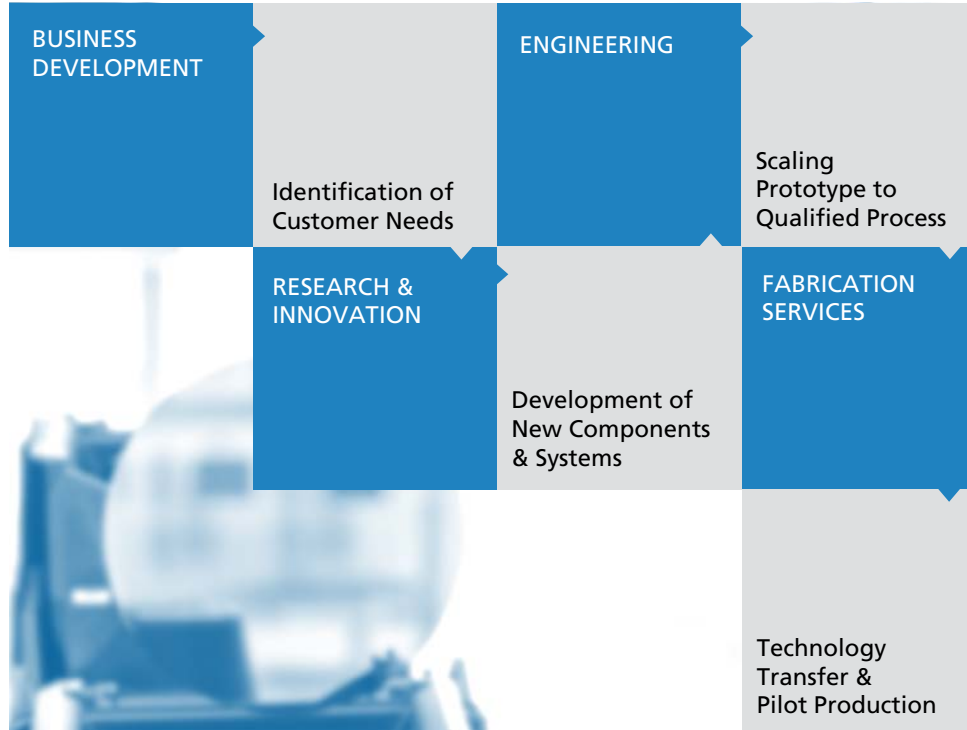 BUSINESS
DEVELOPMENT
Identification of
Customer Needs
RESEARCH &
INNOVATION
Development of
New Components
& Systems
ENGINEERING
Scaling
Prototype to
Qualified Process
FABRICATION
SERVICES
Technology
Transfer &
Pilot Production